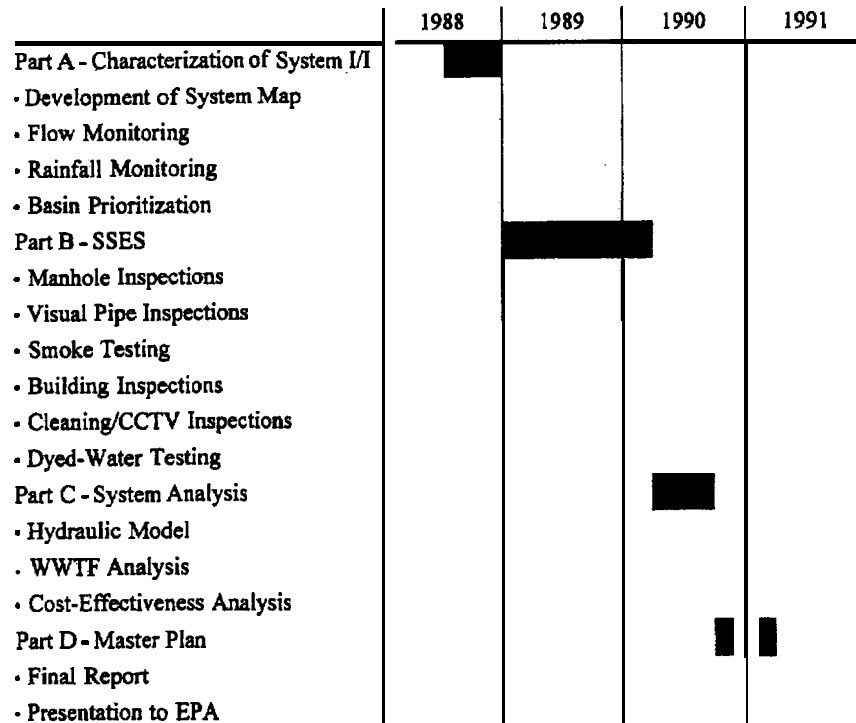 1988 1989 1990 1991
Part A - Characterization of System I/I
• Development of System Map
• Flow Monitoring
• Rainfall Monitoring
• Basin Prioritization
Part B - SSES
• Manhole Inspections
• Visual Pipe Inspections
• Smoke Testing
• Building Inspections
• Cleaning/CCTV Inspections
• Dyed-Water Testing
Part C - System Analysis
• Hydraulic Model
. WWTF Analysis
• Cost-Effectiveness Analysis
Part D - Master Plan
• Final Report
• Presentation to EPA